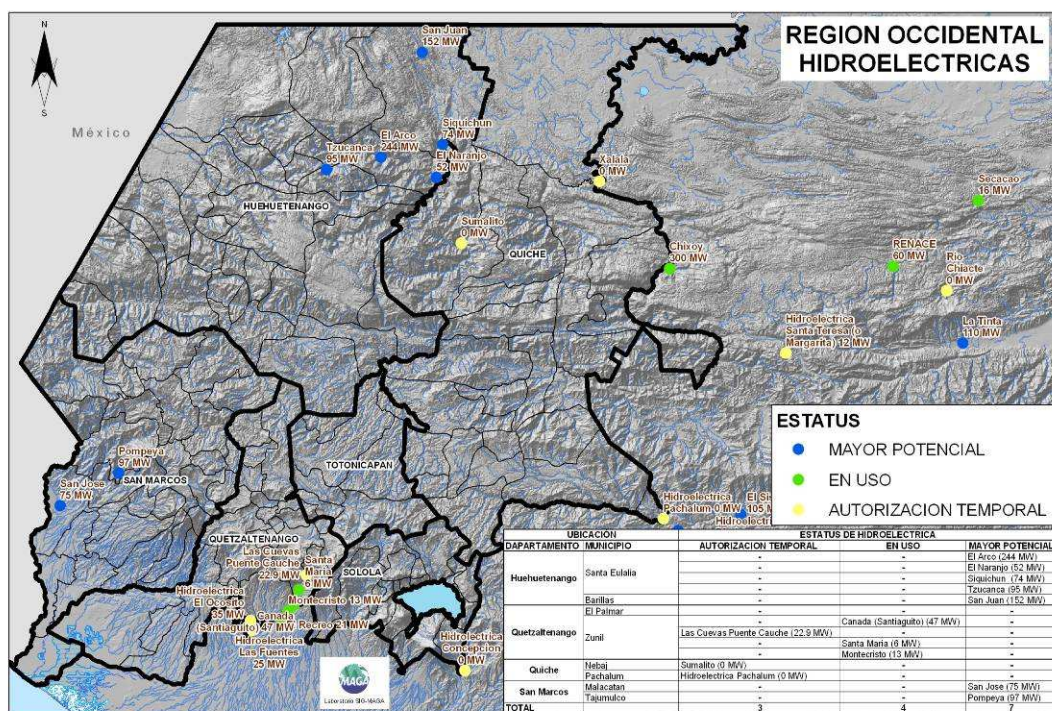 REGION OCCIDENTAL
HIDROELECTRICAS
N
S
México
San Juan
152 MW
Siquichun
74 MW
El Arco
244 MW
Tzucanca
95 MW
El Naranjo
52 MW
HUEHUETENANGO
Xalala
0 MW
Secacao
16 MW
Sumalito
0 MW
QUICHE
Chixoy
300 MW
RENACE
60 MW
Rio
Chiacte
0 MW
Hidroelectrica
Santa Teresa (o
Margarita) 12 MW
La Tinta
110 MW
Pompeya
97 MW
SAN MARCOS
San Jose
75 MW
TOTONICAPAN
QUETZALTENANGO
Las Cuevas
Puente Cauche
22.9 MW
Santa
Maria
6 MW
SOLOLA
Hidroelectrica
El Ocosito
35 MW
Montecristo 13 MW
Canada
(Santiaguito) 47 MW
Recreo 21 MW
Hidroelectrica
Las Fuentes
25 MW
Hidrolectrica
Concepcion
0 MW
Hidroelectrica
Pachalum 0 MW
105 M
Hidroelectri
ESTATUS
MAYOR POTENCIAL
EN USO
AUTORIZACION TEMPORAL
MAGA
Laboratorio SIG-MAGA
UBICACIÓN ESTATUS DE HIDROELECTRICA
DAPARTAMENTO MUNICIPIO AUTORIZACION TEMPORAL EN USO MAYOR POTENCIAL
Huehuetenango Santa Eulalia - - El Arco (244 MW)
- - El Naranjo (52 MW)
- - Siquichun (74 MW)
- - Tzucanca (95 MW)
Barillas - - San Juan (152 MW)
Quetzaltenango El Palmar - - -
Zunil - Canada (Santiaguito) (47 MW) -
Las Cuevas Puente Cauche (22.9 MW) - -
- Santa Maria (6 MW) -
- Montecristo (13 MW) -
Quiche Nebaj Sumalito (0 MW) - -
Pachalum Hidroelectrica Pachalum (0 MW) - -
San Marcos Malacatan - - San Jose (75 MW)
Tajumulco - - Pompeya (97 MW)
TOTAL 3 4 7